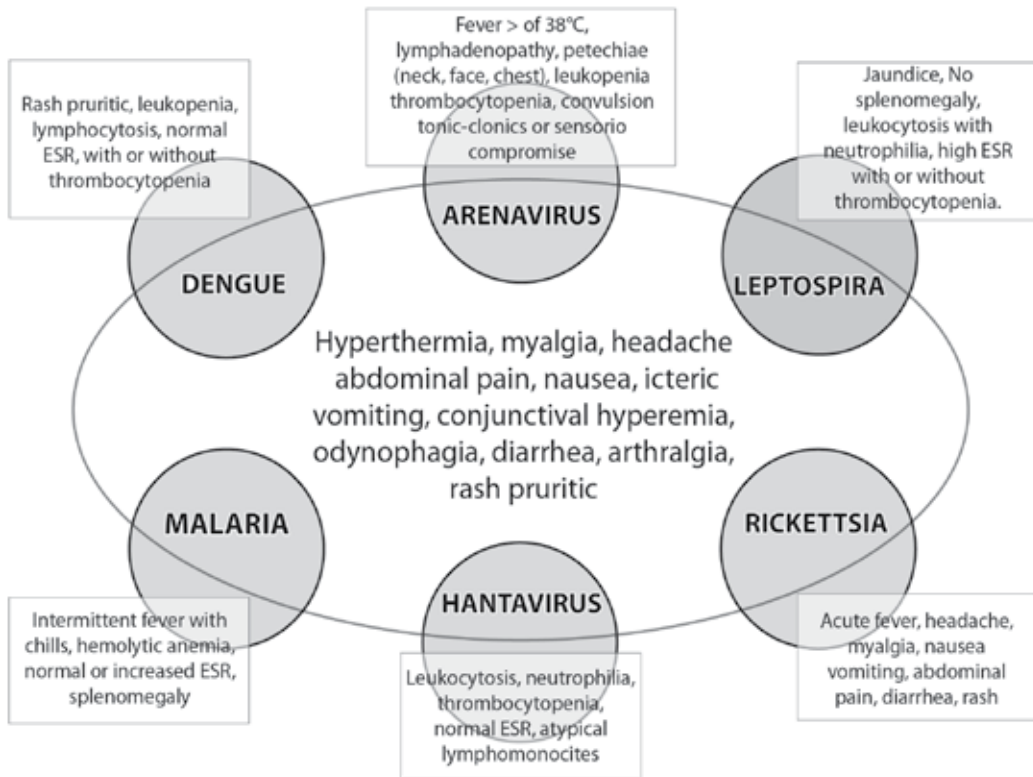 Fever > of 38°C,
lymphadenopathy, petechiae
(neck, face, chest), leukopenia
thrombocytopenia, convulsion
tonic-clonics or sensorio
compromise
ARENAVIRUS
Rash pruritic, leukopenia,
lymphocytosis, normal
ESR, with or without
thrombocytopenia
DENGUE
Jaundice, No
splenomegaly,
leukocytosis with
neutrophilia, high ESR
with or without
thrombocytopenia.
LEPTOSPIRA
Hyperthermia, myalgia, headache
abdominal pain, nausea, icteric
vomiting, conjunctival hyperemia,
odynophagia, diarrhea, arthralgia,
rash pruritic
MALARIA
Intermittent fever with
chills, hemolytic anemia,
normal or increased ESR,
splenomegaly
HANTAVIRUS
Leukocytosis, neutrophilia,
thrombocytopenia,
normal ESR, atypical
lymphomonocites
RICKETTSIA
Acute fever, headache,
myalgia, nausea
vomiting, abdominal
pain, diarrhea, rash